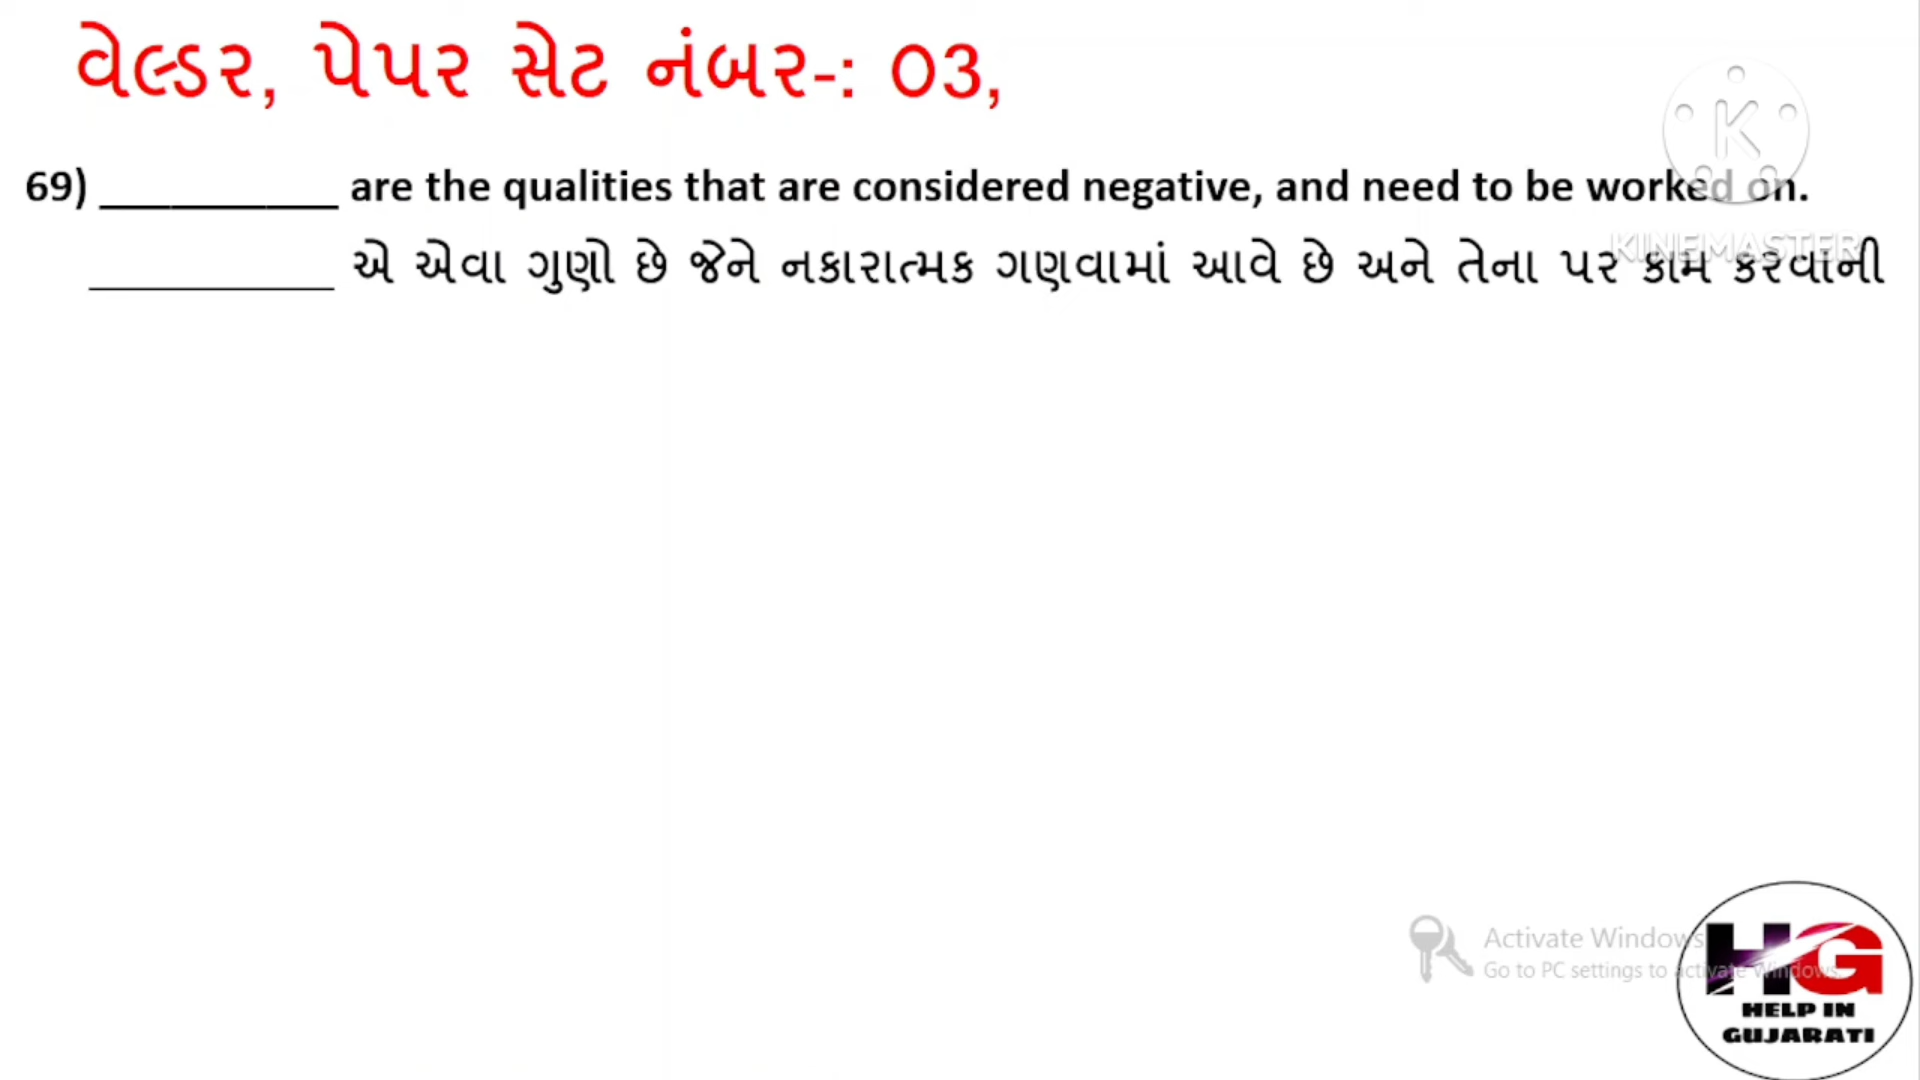 વેલ્ડર, પેપર સેટ નંબર-: 03,
K
KINEMASTER
69) __________ are the qualities that are considered negative, and need to be worked on.
__________ એ એવા ગુણો છે જેને નકારાત્મક ગણવામાં આવે છે અને તેના પર કામ કરવાની
Activate Windows
Go to PC settings to activate Windows.
HG
HELP IN
GUJARATI